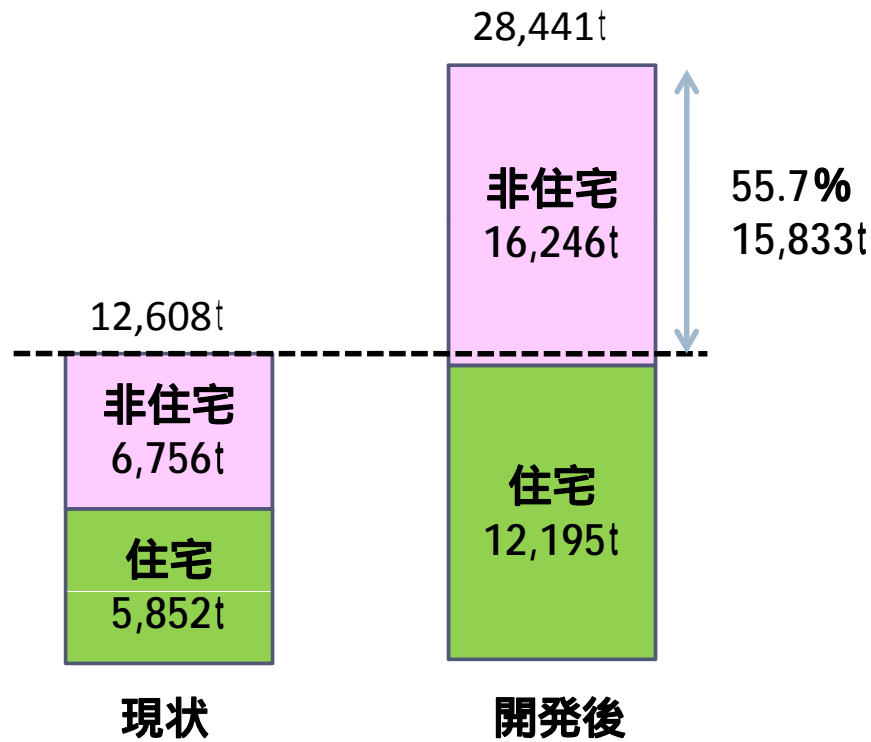 28,441t
非住宅
16,246t
55.7%
15,833t
12,608t
非住宅
6,756t
住宅
5,852t
住宅
12,195t
現状
開発後